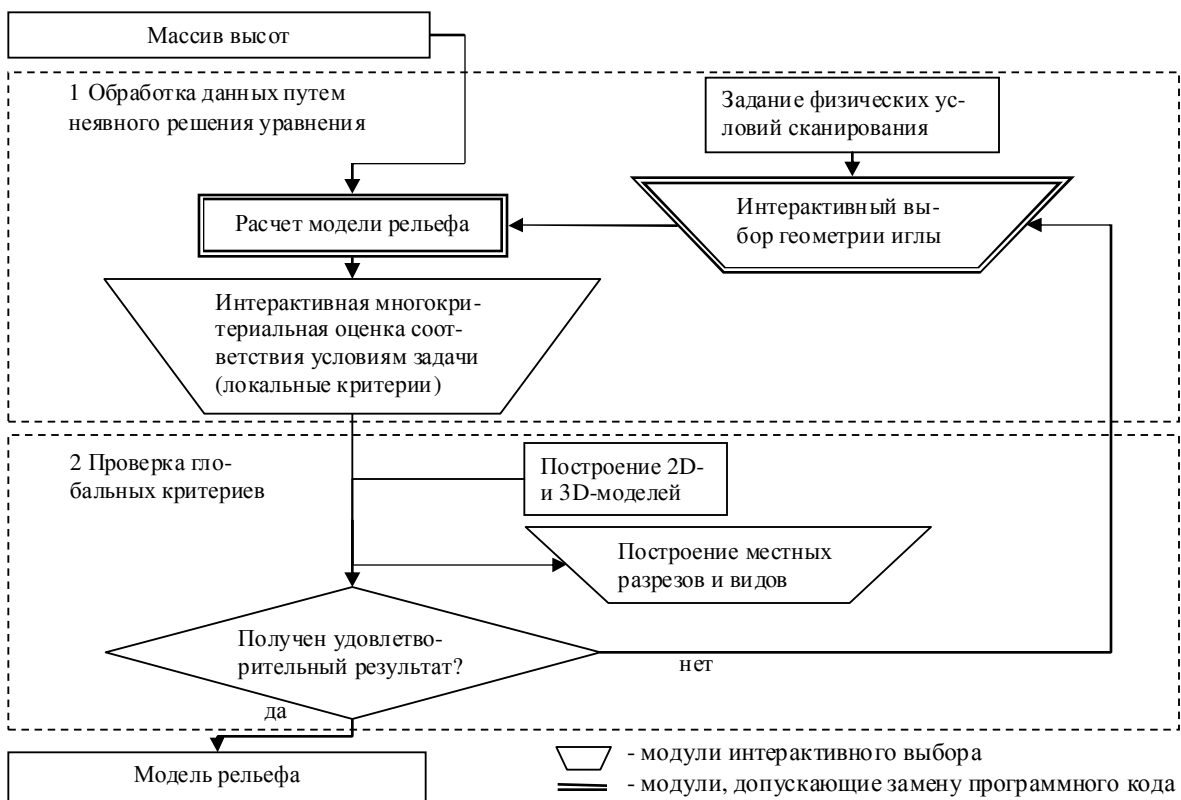 Массив высот
1 Обработка данных путем
неявного решения уравнения
Задание физических ус-
ловий сканирования
Интерактивный вы-
бор геометрии иглы
Расчет модели рельефа
Интерактивная многокри-
териальная оценка соот-
ветствия условиям задачи
(локальные критерии)
2 Проверка гло-
бальных критериев
Построение 2D-
и 3D-моделей
Построение местных
разрезов и видов
Получен удовлетво-
рительный результат?
нет
да
Модель рельефа
- модули интерактивного выбора
- модули, допускающие замену программного кода